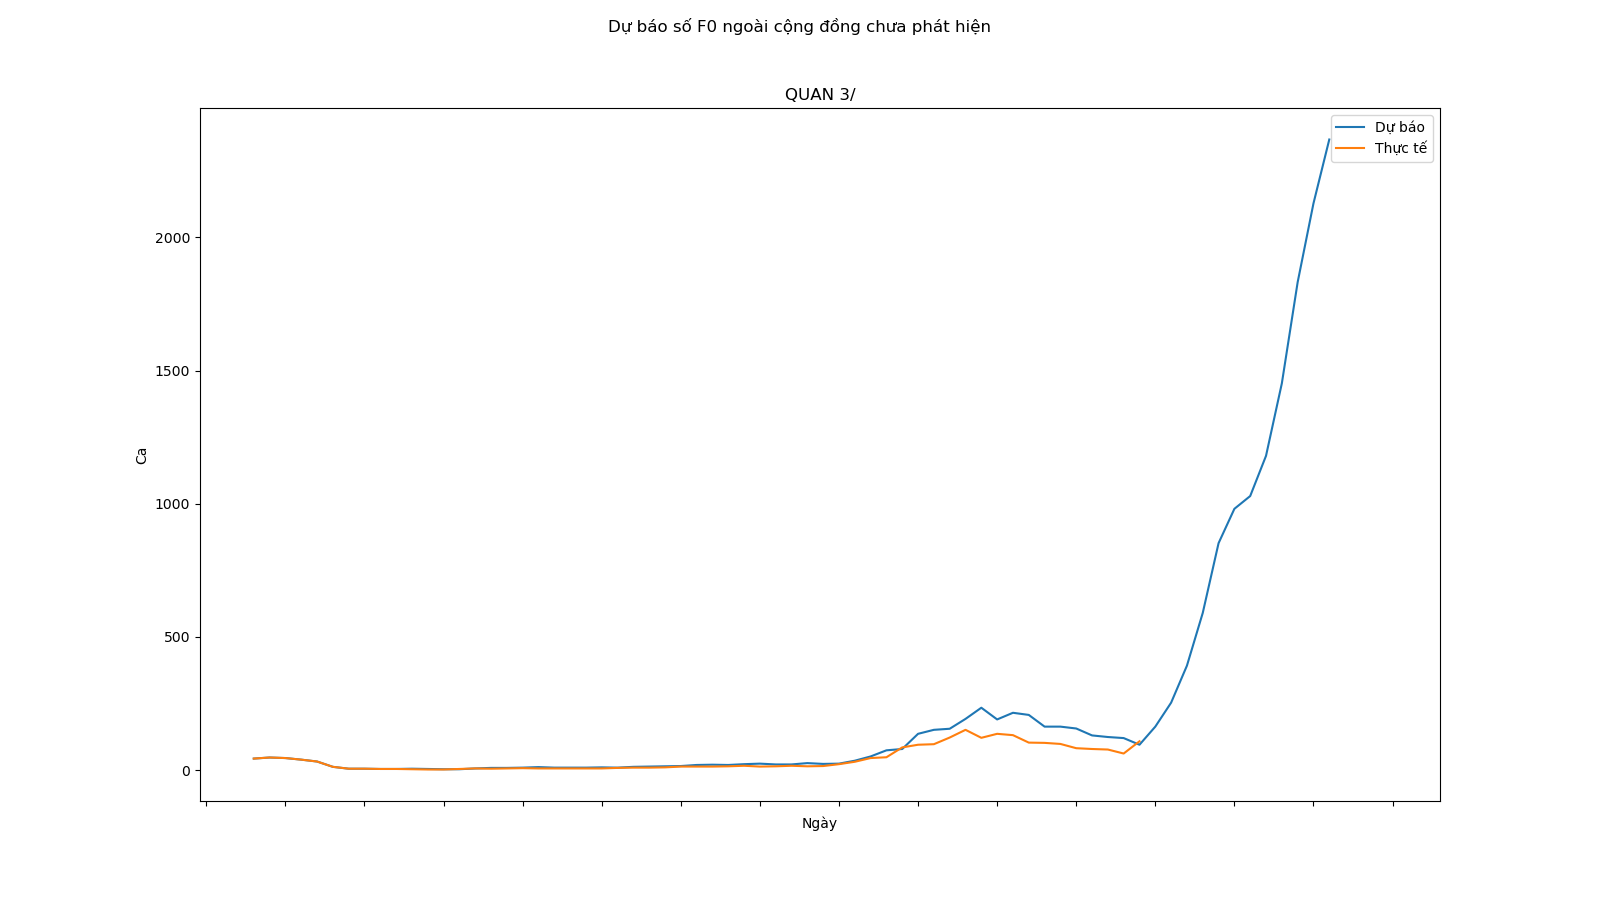 Dự báo số F0 ngoài cộng đồng chưa phát hiện
QUAN 3/
Dự báo
Thực tế
2000
1500
1000
500
0
Ca
Ngày